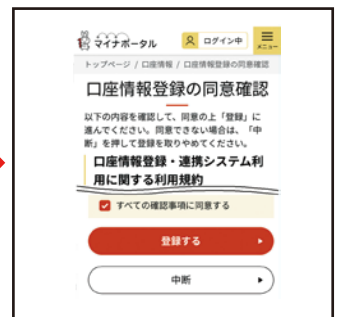 マイナポータル
ログイン中
メニュー
トップページ / 口座情報 / 口座情報登録の同意確認
口座情報登録の同意確認
以下の内容を確認して、同意の上「登録」に
進んでください。同意できない場合は、「中
断」を押して登録を取りやめてください。
口座情報登録・連携システム利
用に関する利用規約
すべての確認事項に同意する
登録する
中断